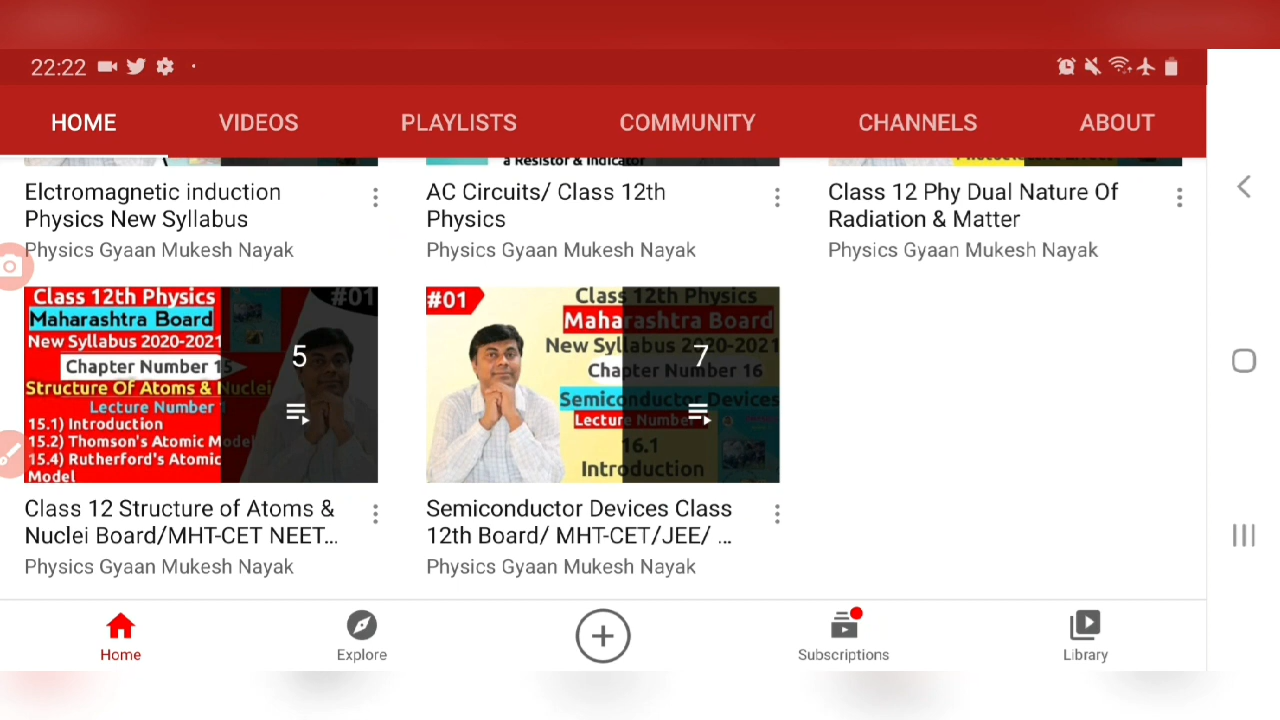 22:22
HOME VIDEOS PLAYLISTS COMMUNITY CHANNELS ABOUT
a Resistor & Indicator
Elctromagnetic induction
Physics New Syllabus
Physics Gyaan Mukesh Nayak
AC Circuits/ Class 12th
Physics
Physics Gyaan Mukesh Nayak
Class 12 Phy Dual Nature Of
Radiation & Matter
Physics Gyaan Mukesh Nayak
Class 12th Physics
#01
Maharashtra Board
New Syllabus 2020-2021
Chapter Number 15
5
Structure Of Atoms & Nuclei
Lecture Number 1
15.1) Introduction
15.2) Thomson's Atomic Model
15.4) Rutherford's Atomic
Model
Class 12 Structure of Atoms &
Nuclei Board/MHT-CET NEET...
Physics Gyaan Mukesh Nayak
#01
Class 12th Physics
Maharashtra Board
New Syllabus 2020-2021
7
Chapter Number 16
Semiconductor Devices
Lecture Number
16.1
Introduction
Semiconductor Devices Class
12th Board/ MHT-CET/JEE/ ...
Physics Gyaan Mukesh Nayak
Home Explore Subscriptions Library